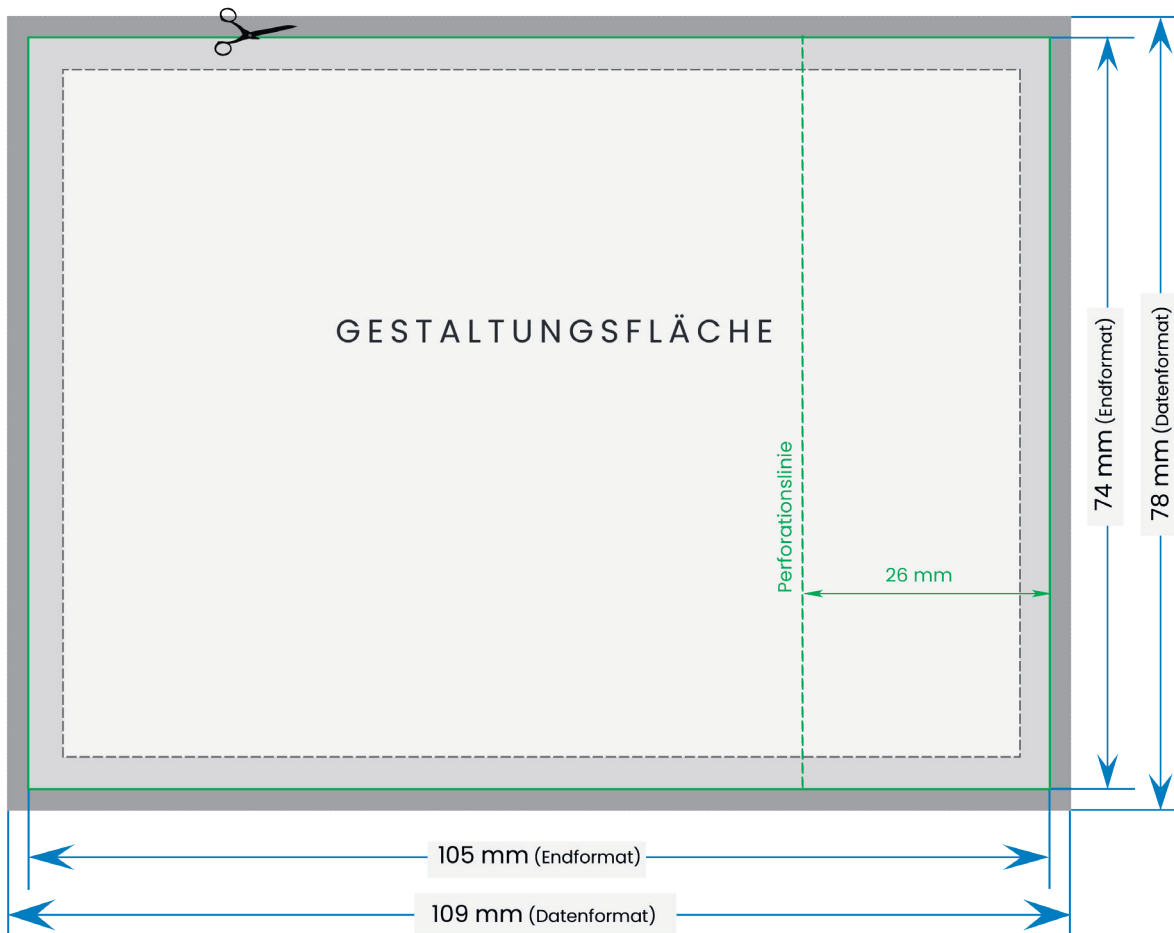 GESTALTUNGSFLÄCHE
Perforationslinie
26 mm
74 mm (Endformat)
78 mm (Datenformat)
105 mm (Endformat)
109 mm (Datenformat)